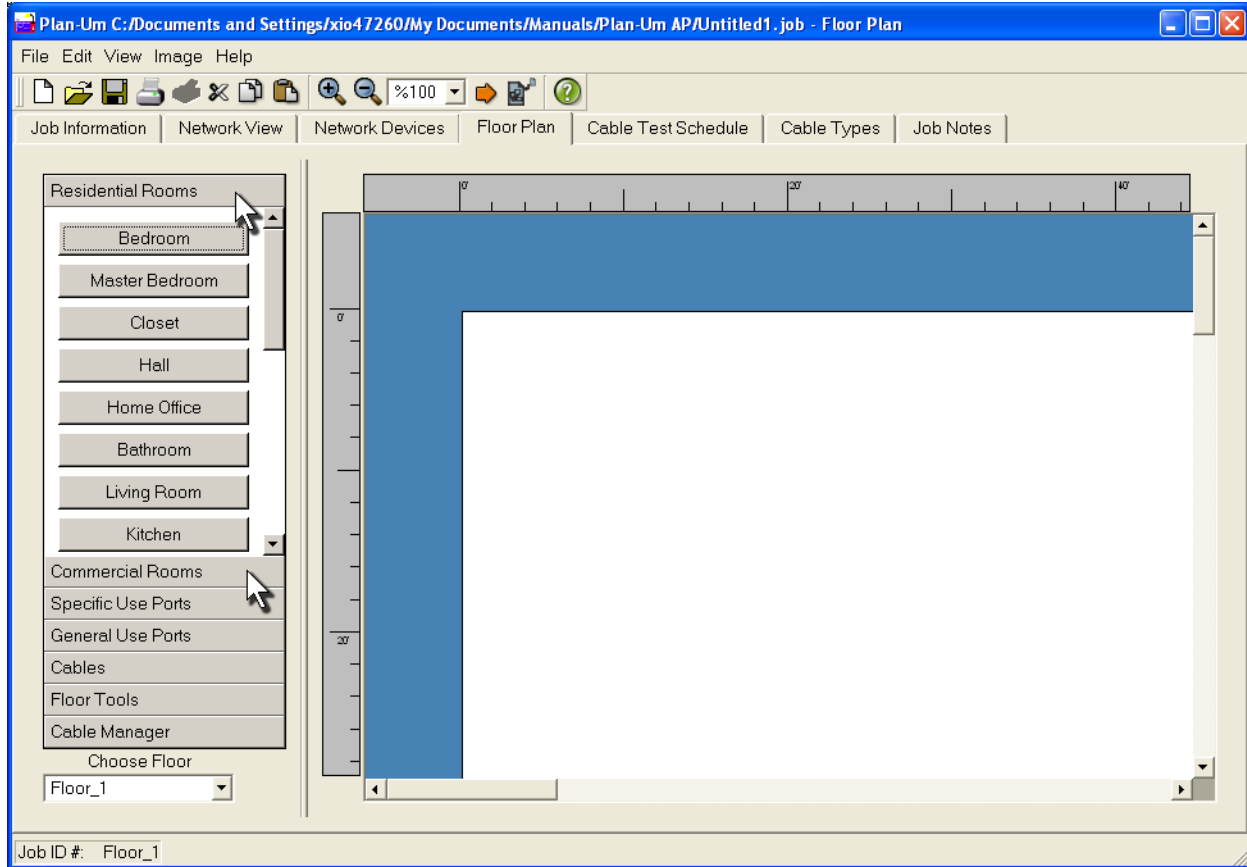 Plan-Um C:/Documents and Settings/xio47260/My Documents/Manuals/Plan-Um AP/Untitled1.job - Floor Plan
File Edit View Image Help
%100
Job Information Network View Network Devices Floor Plan Cable Test Schedule Cable Types Job Notes
Residential Rooms
Bedroom
Master Bedroom
Closet
Hall
Home Office
Bathroom
Living Room
Kitchen
Commercial Rooms
Specific Use Ports
General Use Ports
Cables
Floor Tools
Cable Manager
Choose Floor
Floor_1
0' 20' 40'
0'
20'
Job ID #: Floor_1